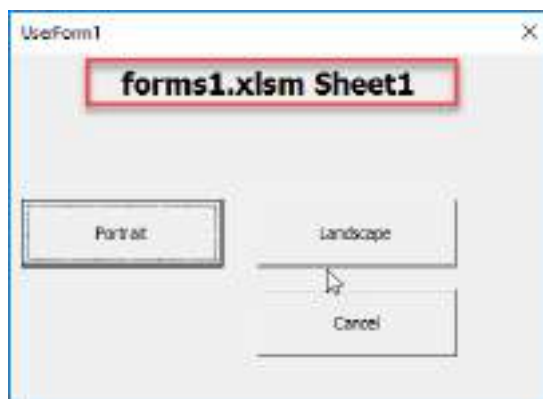 UserForm1
forms1.xlsm Sheet1
Portrait
Landscape
Cancel